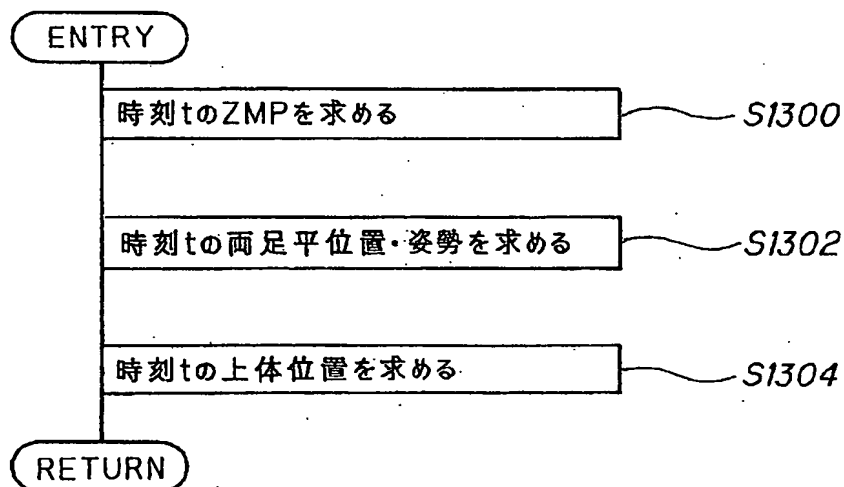 ENTRY
時刻tのZMPを求める
S1300
時刻tの両足平位置・姿勢を求める
S1302
時刻tの上体位置を求める
S1304
RETURN